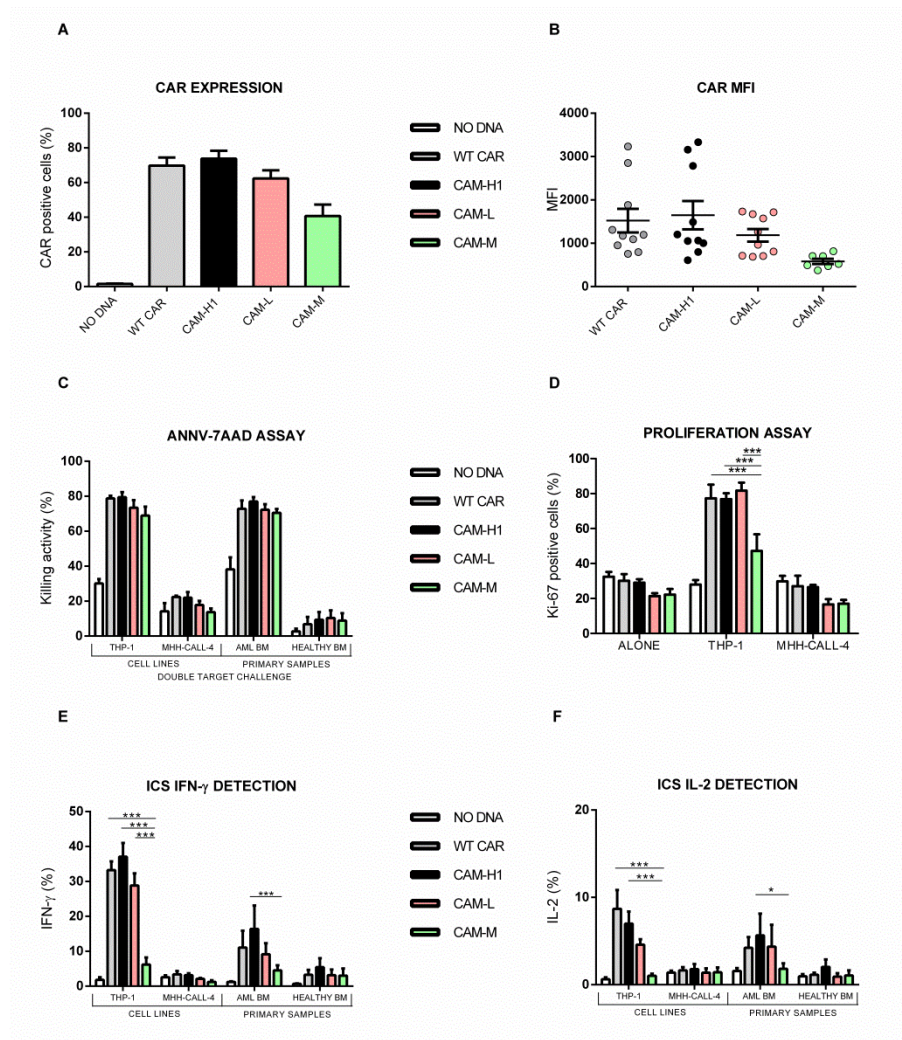 A
CAR EXPRESSION
CAR positive cells (%)
100
80
60
40
20
0
NO DNA
WT CAR
CAM-H1
CAM-L
CAM-M
NO DNA
WT CAR
CAM-H1
CAM-L
CAM-M
B
CAR MFI
MFI
4000
3000
2000
1000
0
WT CAR
CAM-H1
CAM-L
CAM-M
C
ANNV-7AAD ASSAY
Killing activity (%)
100
80
60
40
20
0
THP-1
MHH-CALL-4
AML BM
HEALTHY BM
CELL LINES
PRIMARY SAMPLES
DOUBLE TARGET CHALLENGE
NO DNA
WT CAR
CAM-H1
CAM-L
CAM-M
D
PROLIFERATION ASSAY
Ki-67 positive cells (%)
100
80
60
40
20
0
***
***
***
ALONE
THP-1
MHH-CALL-4
E
ICS IFN-γ DETECTION
IFN-γ (%)
50
40
30
20
10
0
***
***
***
***
THP-1
MHH-CALL-4
AML BM
HEALTHY BM
CELL LINES
PRIMARY SAMPLES
NO DNA
WT CAR
CAM-H1
CAM-L
CAM-M
F
ICS IL-2 DETECTION
IL-2 (%)
20
10
0
***
***
*
THP-1
MHH-CALL-4
AML BM
HEALTHY BM
CELL LINES
PRIMARY SAMPLES